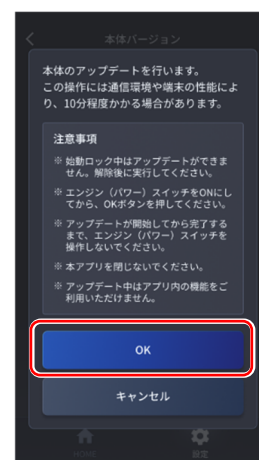 本体バージョン
本体のアップデートを行います。
この操作には通信環境や端末の性能によ
り、10分程度かかる場合があります。
注意事項
※ 始動ロック中はアップデートができま
せん。解除後に実行してください。
※ エンジン（パワー）スイッチをONにし
てから、OKボタンを押してください。
※ アップデートが開始してから完了する
まで、エンジン（パワー）スイッチを
操作しないでください。
※ 本アプリを閉じないでください。
※ アップデート中はアプリ内の機能をご
利用いただけません。
OK
キャンセル
HOME
設定